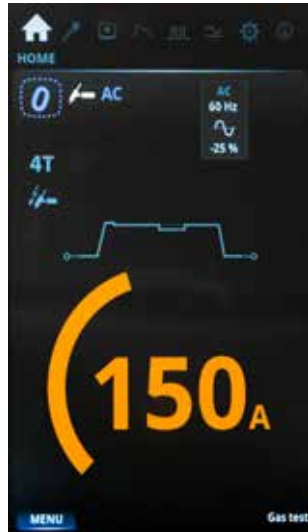 HOME
0 AC
AC
60 Hz
-25 %
4T
150A
MENU Gas test